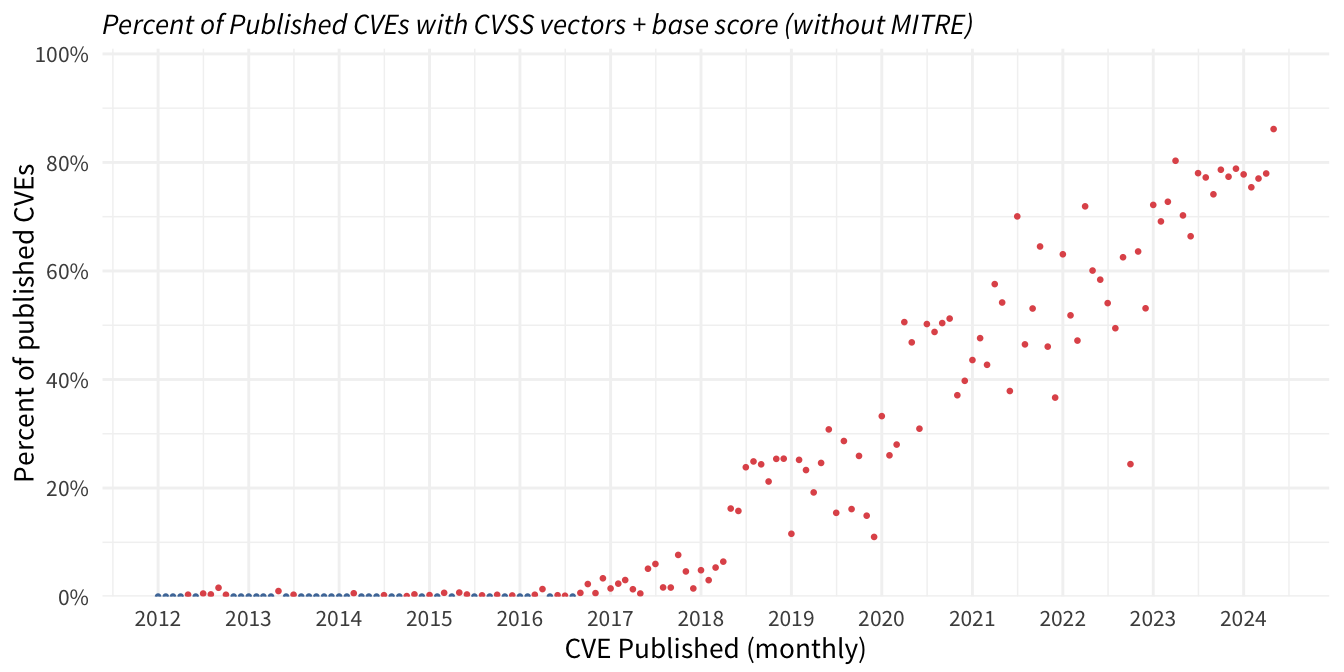 Percent of Published CVEs with CVSS vectors + base score (without MITRE)
100%
80%
60%
40%
20%
0%
Percent of published CVEs
2012 2013 2014 2015 2016 2017 2018 2019 2020 2021 2022 2023 2024
CVE Published (monthly)